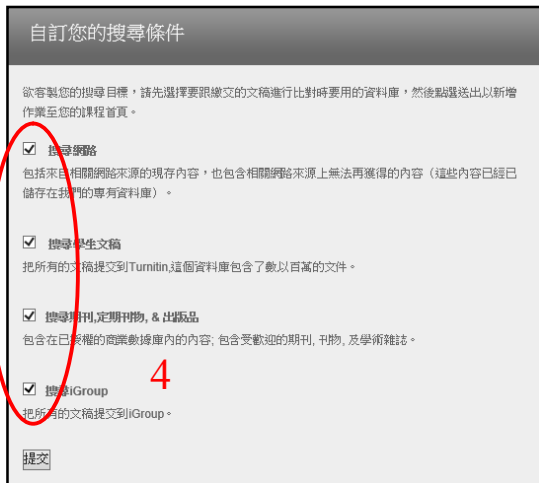 自訂您的搜尋條件
欲客製您的搜尋目標，請先選擇要跟繳交的文稿進行比對時要用的資料庫，然後點選送出以新增
作業至您的課程首頁。
搜尋網路
包括來自相關網路來源的現存內容，也包含相關網路來源上無法再獲得的內容（這些內容已經已
儲存在我們的專有資料庫）。
搜尋學生文稿
把所有的文稿提交到Turnitin,這個資料庫包含了數以百萬的文件。
搜尋期刊,定期刊物, & 出版品
包含在已授權的商業數據庫內的內容; 包含受歡迎的期刊, 刊物, 及學術雜誌。
4
搜尋iGroup
把所有的文稿提交到iGroup。
提交